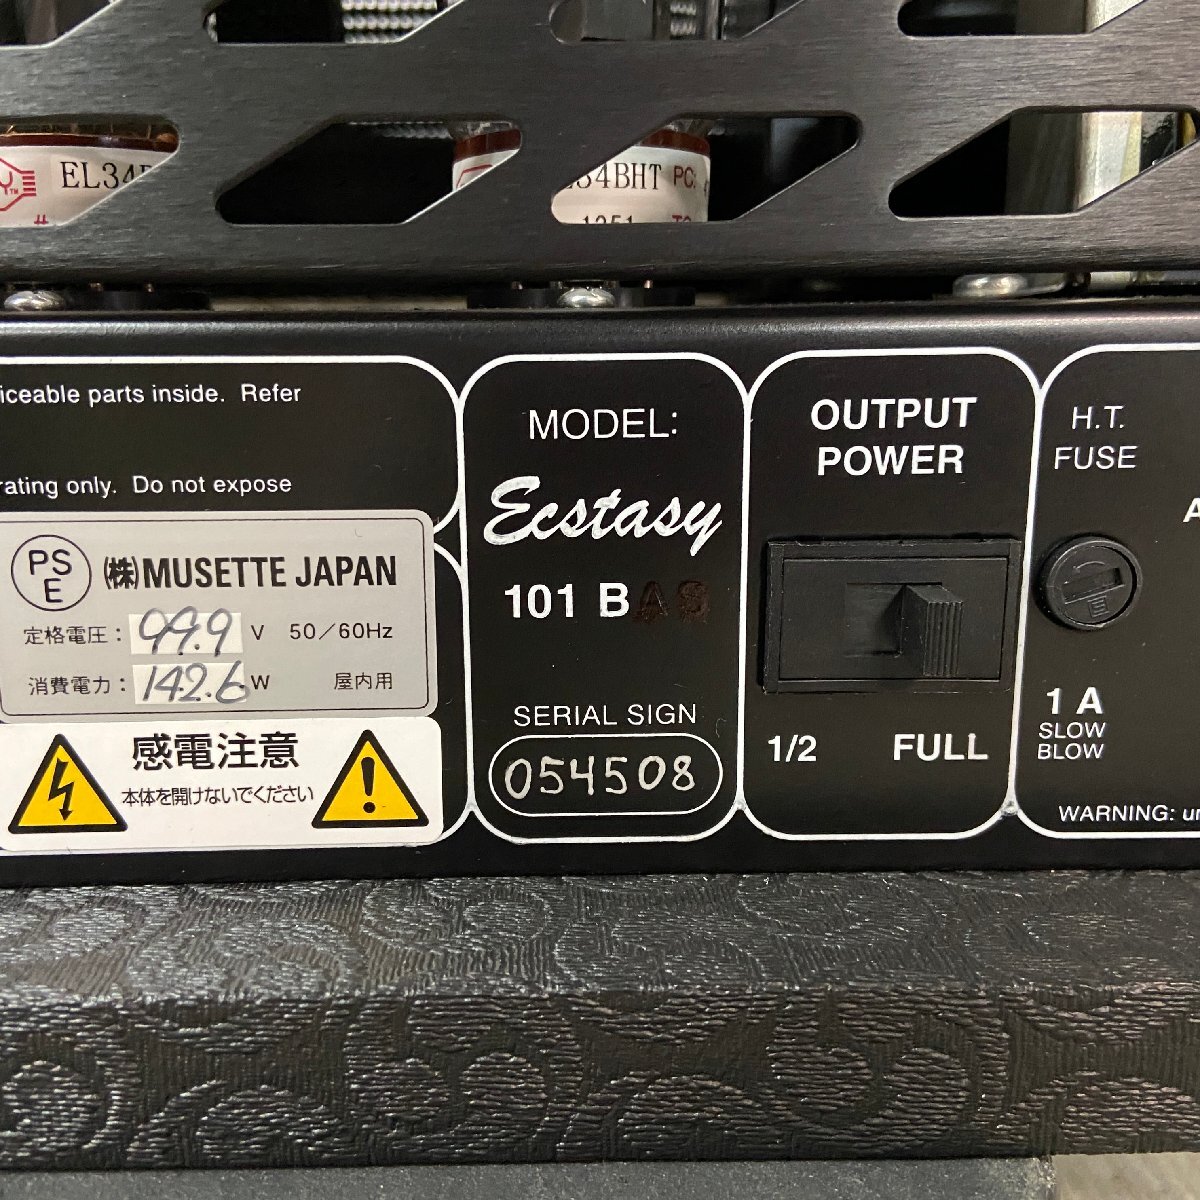 EL34
34BHT PC:
iceable parts inside. Refer
rating only. Do not expose
PS
E
(株)MUSETTE JAPAN
定格電圧: 99.9 V 50/60Hz
消費電力: 142.6 W 屋内用
感電注意
本体を開けないでください
MODEL:
Ecstasy
101 B
SERIAL SIGN
054508
OUTPUT
POWER
1/2 FULL
H.T.
FUSE
1 A
SLOW
BLOW
WARNING: